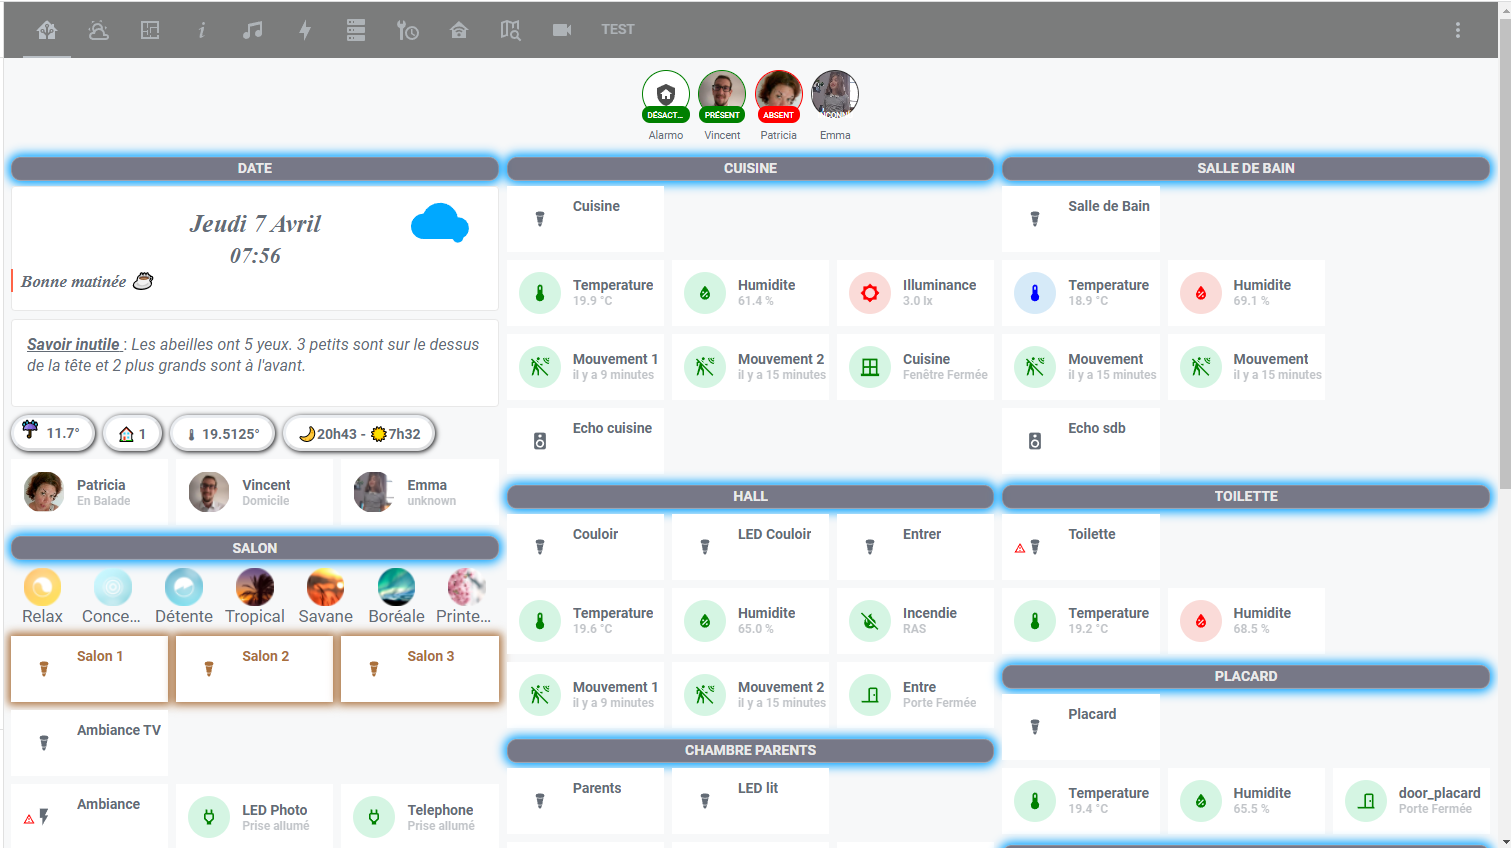 TEST
DÉSACT...
PRÉSENT
ABSENT
Alarmo
Vincent
Patricia
Emma
DATE
Jeudi 7 Avril
07:56
Bonne matinée
Savoir inutile : Les abeilles ont 5 yeux. 3 petits sont sur le dessus
de la tête et 2 plus grands sont à l'avant.
11.7°
1
19.5125°
20h43 - 7h32
Patricia
En Balade
Vincent
Domicile
Emma
unknown
SALON
Relax
Conce...
Détente
Tropical
Savane
Boréale
Printe...
Salon 1
Salon 2
Salon 3
Ambiance TV
Ambiance
LED Photo
Prise allumé
Telephone
Prise allumé
CUISINE
Cuisine
Temperature
19.9 °C
Humidite
61.4 %
Illuminance
3.0 lx
Mouvement 1
il y a 9 minutes
Mouvement 2
il y a 15 minutes
Cuisine
Fenêtre Fermée
Echo cuisine
HALL
Couloir
LED Couloir
Entrer
Temperature
19.6 °C
Humidite
65.0 %
Incendie
RAS
Mouvement 1
il y a 9 minutes
Mouvement 2
il y a 15 minutes
Entre
Porte Fermée
CHAMBRE PARENTS
Parents
LED lit
SALLE DE BAIN
Salle de Bain
Temperature
18.9 °C
Humidite
69.1 %
Mouvement
il y a 15 minutes
Mouvement
il y a 15 minutes
Echo sdb
TOILETTE
Toilette
Temperature
19.2 °C
Humidite
68.5 %
PLACARD
Placard
Temperature
19.4 °C
Humidite
65.5 %
door_placard
Porte Fermée